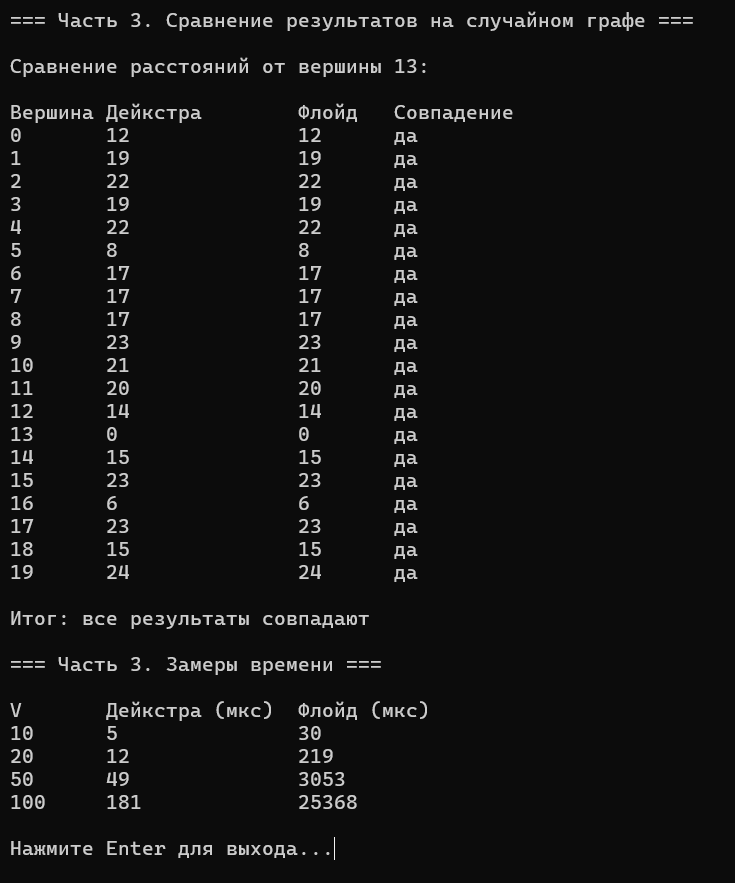 === Часть 3. Сравнение результатов на случайном графе ===
Сравнение расстояний от вершины 13:
Вершина Дейкстра Флойд Совпадение
0 12 12 да
1 19 19 да
2 22 22 да
3 19 19 да
4 22 22 да
5 8 8 да
6 17 17 да
7 17 17 да
8 17 17 да
9 23 23 да
10 21 21 да
11 20 20 да
12 14 14 да
13 0 0 да
14 15 15 да
15 23 23 да
16 6 6 да
17 23 23 да
18 15 15 да
19 24 24 да
Итог: все результаты совпадают
=== Часть 3. Замеры времени ===
V Дейкстра (мкс) Флойд (мкс)
10 5 30
20 12 219
50 49 3053
100 181 25368
Нажмите Enter для выхода...